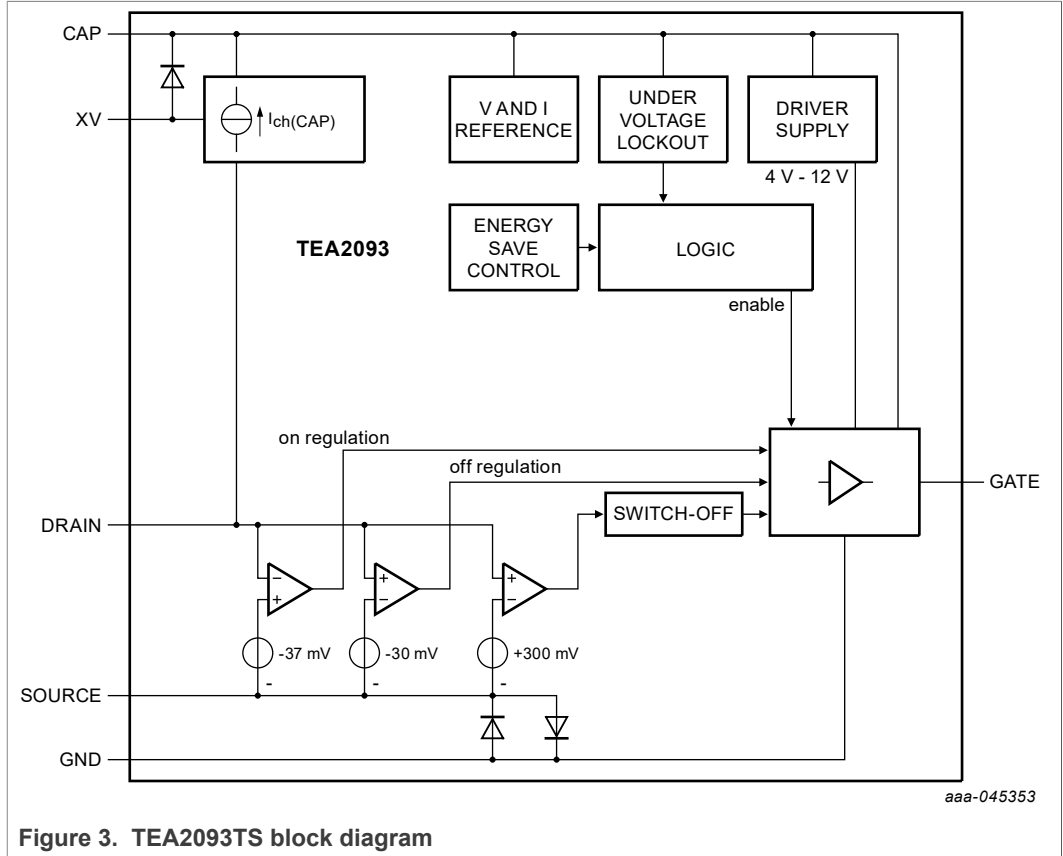 CAP
XV
Ich(CAP)
V AND I
REFERENCE
UNDER
VOLTAGE
LOCKOUT
DRIVER
SUPPLY
4 V - 12 V
TEA2093
ENERGY
SAVE
CONTROL
LOGIC
enable
on regulation
off regulation
GATE
DRAIN
SWITCH-OFF
- + +
+ - -
-37 mV
-30 mV
+300 mV
- - -
SOURCE
GND
aaa-045353
Figure 3. TEA2093TS block diagram